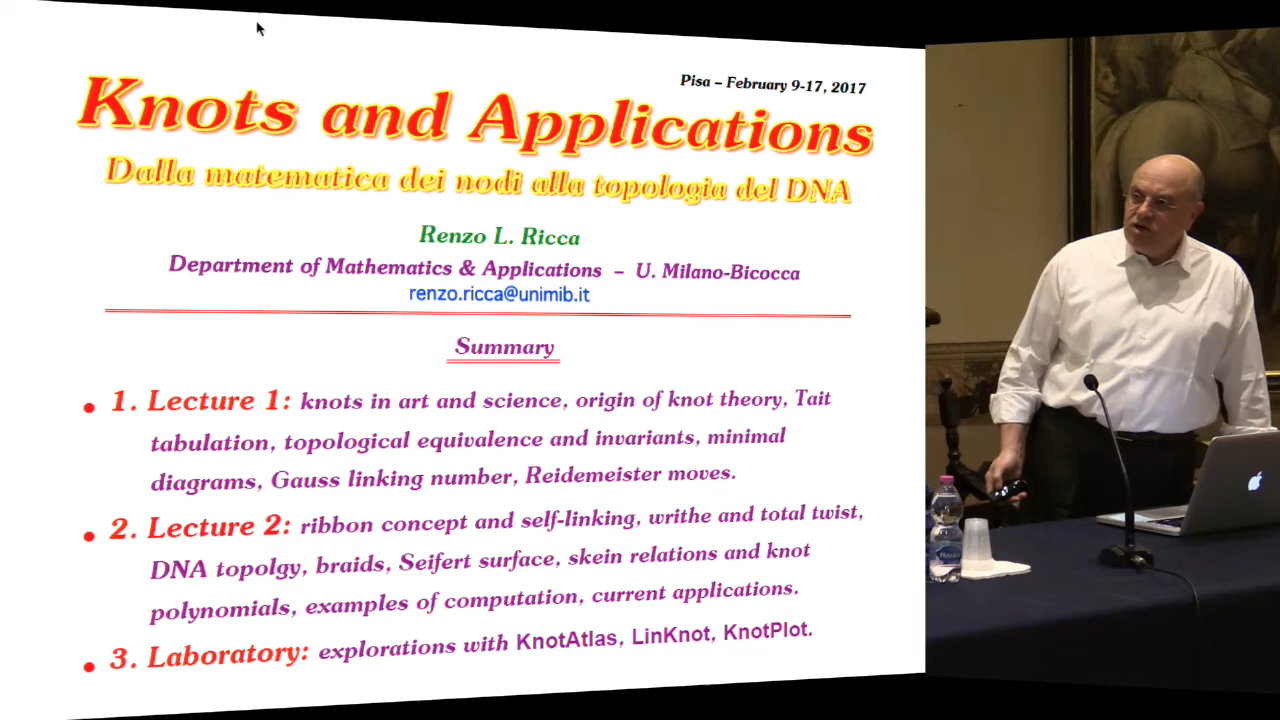 Pisa – February 9-17, 2017
Knots and Applications
Dalla matematica dei nodi alla topologia del DNA
Renzo L. Ricca
Department of Mathematics & Applications – U. Milano-Bicocca
renzo.ricca@unimib.it
Summary
• 1. Lecture 1: knots in art and science, origin of knot theory, Tait
tabulation, topological equivalence and invariants, minimal
diagrams, Gauss linking number, Reidemeister moves.
• 2. Lecture 2: ribbon concept and self-linking, writhe and total twist,
DNA topolgy, braids, Seifert surface, skein relations and knot
polynomials, examples of computation, current applications.
• 3. Laboratory: explorations with KnotAtlas, LinKnot, KnotPlot.